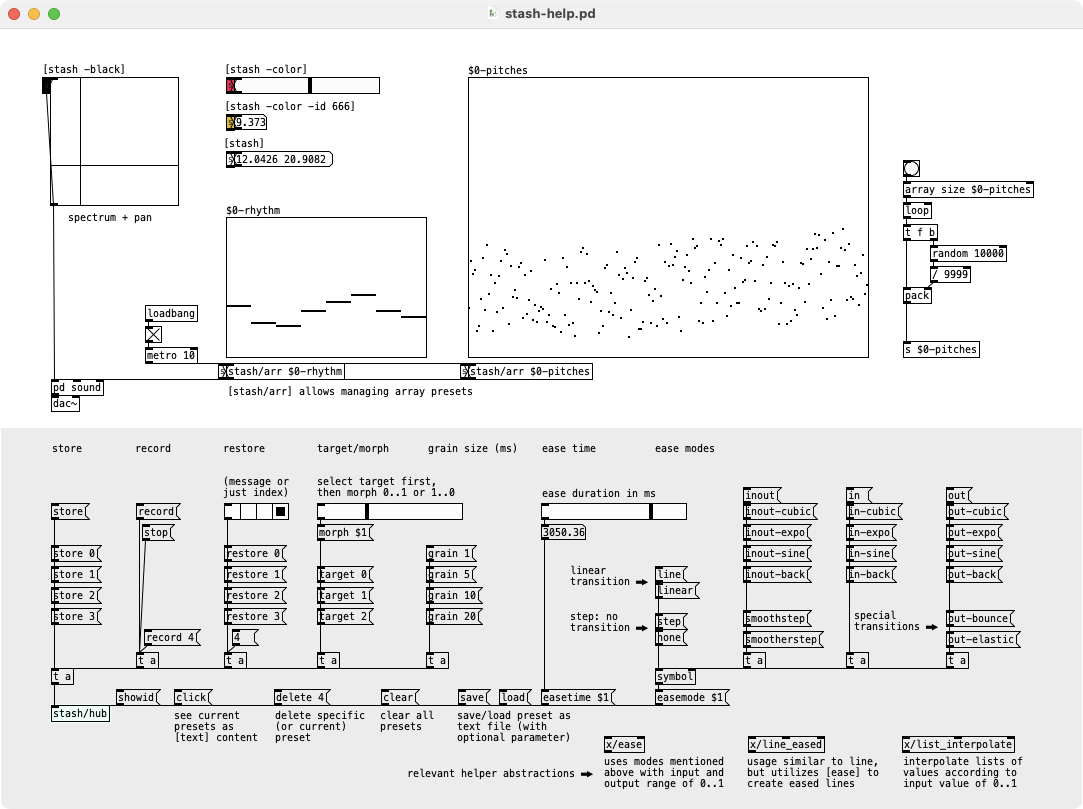 stash-help.pd
[stash -black]
[stash -color]
[stash -color -id 666]
9.373
[stash]
12.0426 20.9082
spectrum + pan
$0-rhythm
$0-pitches
array size $0-pitches
loop
t f b
random 10000
/ 9999
pack
s $0-pitches
loadbang
metro 10
stash/arr $0-rhythm
stash/arr $0-pitches
[stash/arr] allows managing array presets
pd sound
dac~
store
record
restore
target/morph
grain size (ms)
ease time
ease modes
(message or
just index)
select target first,
then morph 0..1 or 1..0
ease duration in ms
store
store 0
store 1
store 2
store 3
t a
record
stop
record 4
t a
restore 0
restore 1
restore 2
restore 3
4
t a
morph $1
target 0
target 1
target 2
t a
grain 1
grain 5
grain 10
grain 20
t a
3050.36
linear
transition
line
linear
step: no
transition
step
none
symbol
inout
inout-cubic
inout-expo
inout-sine
inout-back
smoothstep
smootherstep
t a
in
in-cubic
in-expo
in-sine
in-back
special
transitions
t a
out
out-cubic
out-expo
out-sine
out-back
out-bounce
out-elastic
t a
showid
click
delete 4
clear
save
load
easetime $1
easemode $1
stash/hub
see current
presets as
[text] content
delete specific
(or current)
preset
clear all
presets
save/load preset as
text file (with
optional parameter)
relevant helper abstractions
x/ease
uses modes mentioned
above with input and
output range of 0..1
x/line_eased
usage similar to line,
but utilizes [ease] to
create eased lines
x/list_interpolate
interpolate lists of
values according to
input value of 0..1